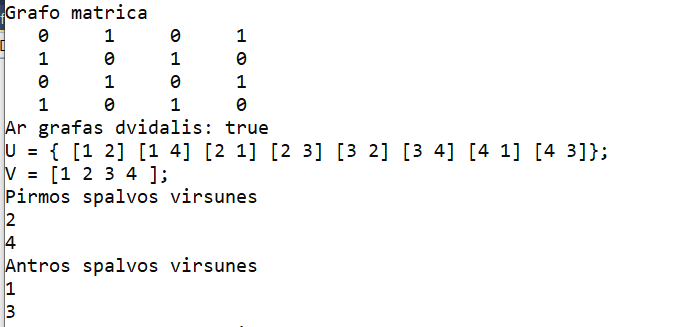 Grafo matrica
0 1 0 1
1 0 1 0
0 1 0 1
1 0 1 0
Ar grafas dvidalis: true
U = { [1 2] [1 4] [2 1] [2 3] [3 2] [3 4] [4 1] [4 3]};
V = [1 2 3 4 ];
Pirmos spalvos virsunes
2
4
Antros spalvos virsunes
1
3